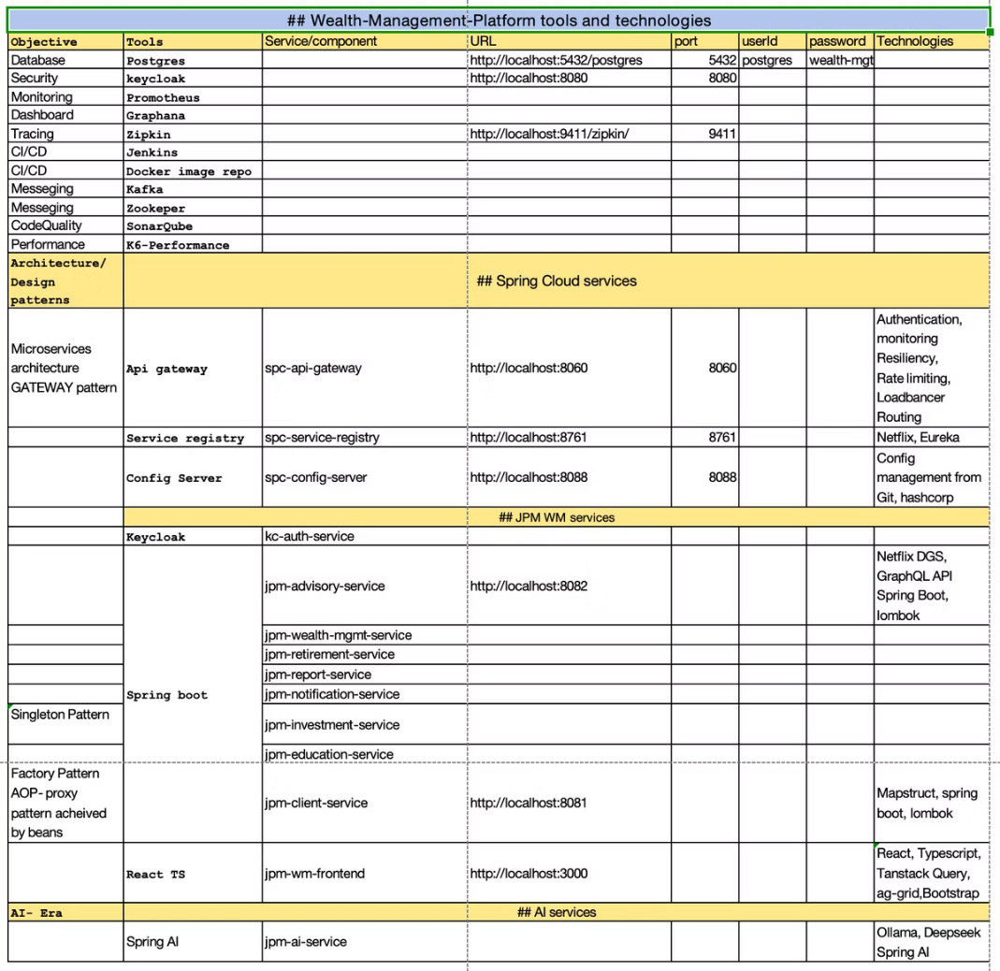 ## Wealth-Management-Platform tools and technologies
Objective Tools Service/component URL port userId password Technologies
Database Postgres http://localhost:5432/postgres 5432 postgres wealth-mgt
Security keycloak http://localhost:8080 8080
Monitoring Promotheus
Dashboard Graphana
Tracing Zipkin http://localhost:9411/zipkin/ 9411
CI/CD Jenkins
CI/CD Docker image repo
Messeging Kafka
Messeging Zookeper
CodeQuality SonarQube
Performance K6-Performance
Architecture/
Design
patterns
## Spring Cloud services
Microservices
architecture
GATEWAY pattern
Api gateway spc-api-gateway http://localhost:8060 8060
Authentication,
monitoring
Resiliency,
Rate limiting,
Loadbancer
Routing
Service registry spc-service-registry http://localhost:8761 8761 Netflix, Eureka
Config Server spc-config-server http://localhost:8088 8088
Config
management from
Git, hashcorp
## JPM WM services
Keycloak kc-auth-service
Spring boot
jpm-advisory-service http://localhost:8082
Netflix DGS,
GraphQL API
Spring Boot,
lombok
jpm-wealth-mgmt-service
jpm-retirement-service
jpm-report-service
jpm-notification-service
Singleton Pattern
jpm-investment-service
jpm-education-service
Factory Pattern
AOP- proxy
pattern acheived
by beans
jpm-client-service http://localhost:8081
Mapstruct, spring
boot, lombok
React TS jpm-wm-frontend http://localhost:3000
React, Typescript,
Tanstack Query,
ag-grid,Bootstrap
AI- Era ## AI services
Spring AI jpm-ai-service
Ollama, Deepseek
Spring AI